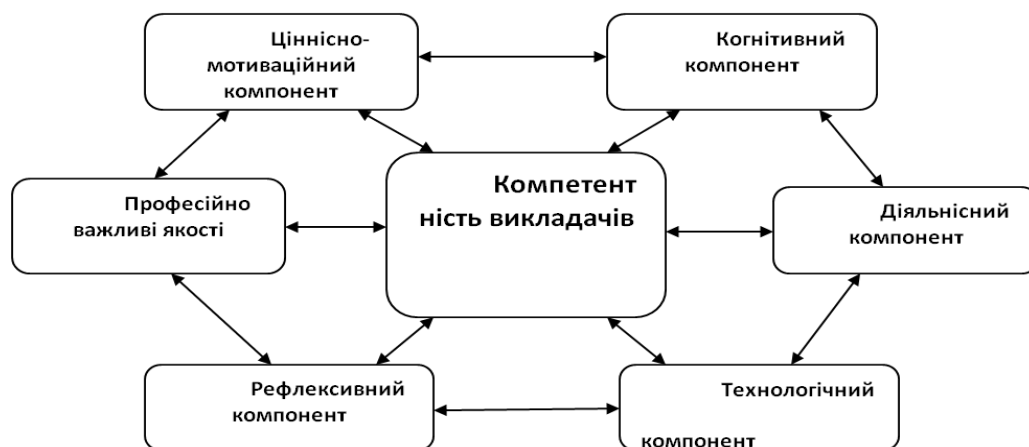 Ціннісно-
мотиваційний
компонент
Когнітивний
компонент
Компетент
ність викладачів
Професійно
важливі якості
Діяльнісний
компонент
Рефлексивний
компонент
Технологічний
компонент